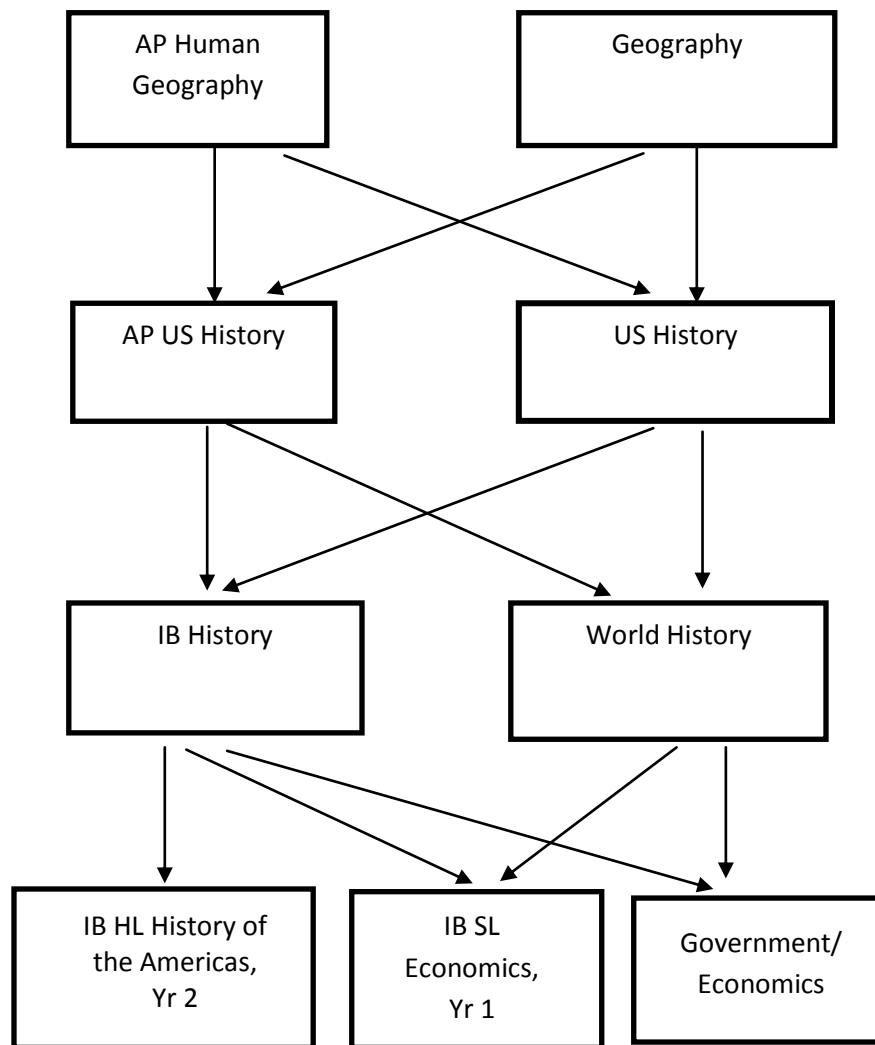 AP Human
Geography
Geography
AP US History
US History
IB History
World History
IB HL History of
the Americas,
Yr 2
IB SL
Economics,
Yr 1
Government/
Economics